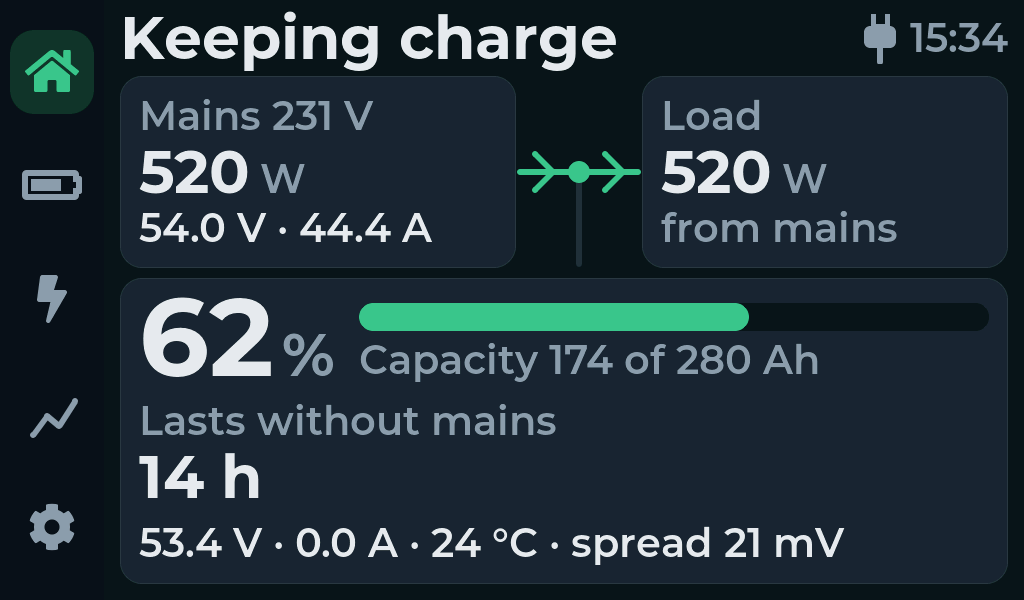 Keeping charge
15:34
Mains 231 V
520 W
54.0 V · 44.4 A
Load
520 W
from mains
62 %
Capacity 174 of 280 Ah
Lasts without mains
14 h
53.4 V · 0.0 A · 24 °C · spread 21 mV